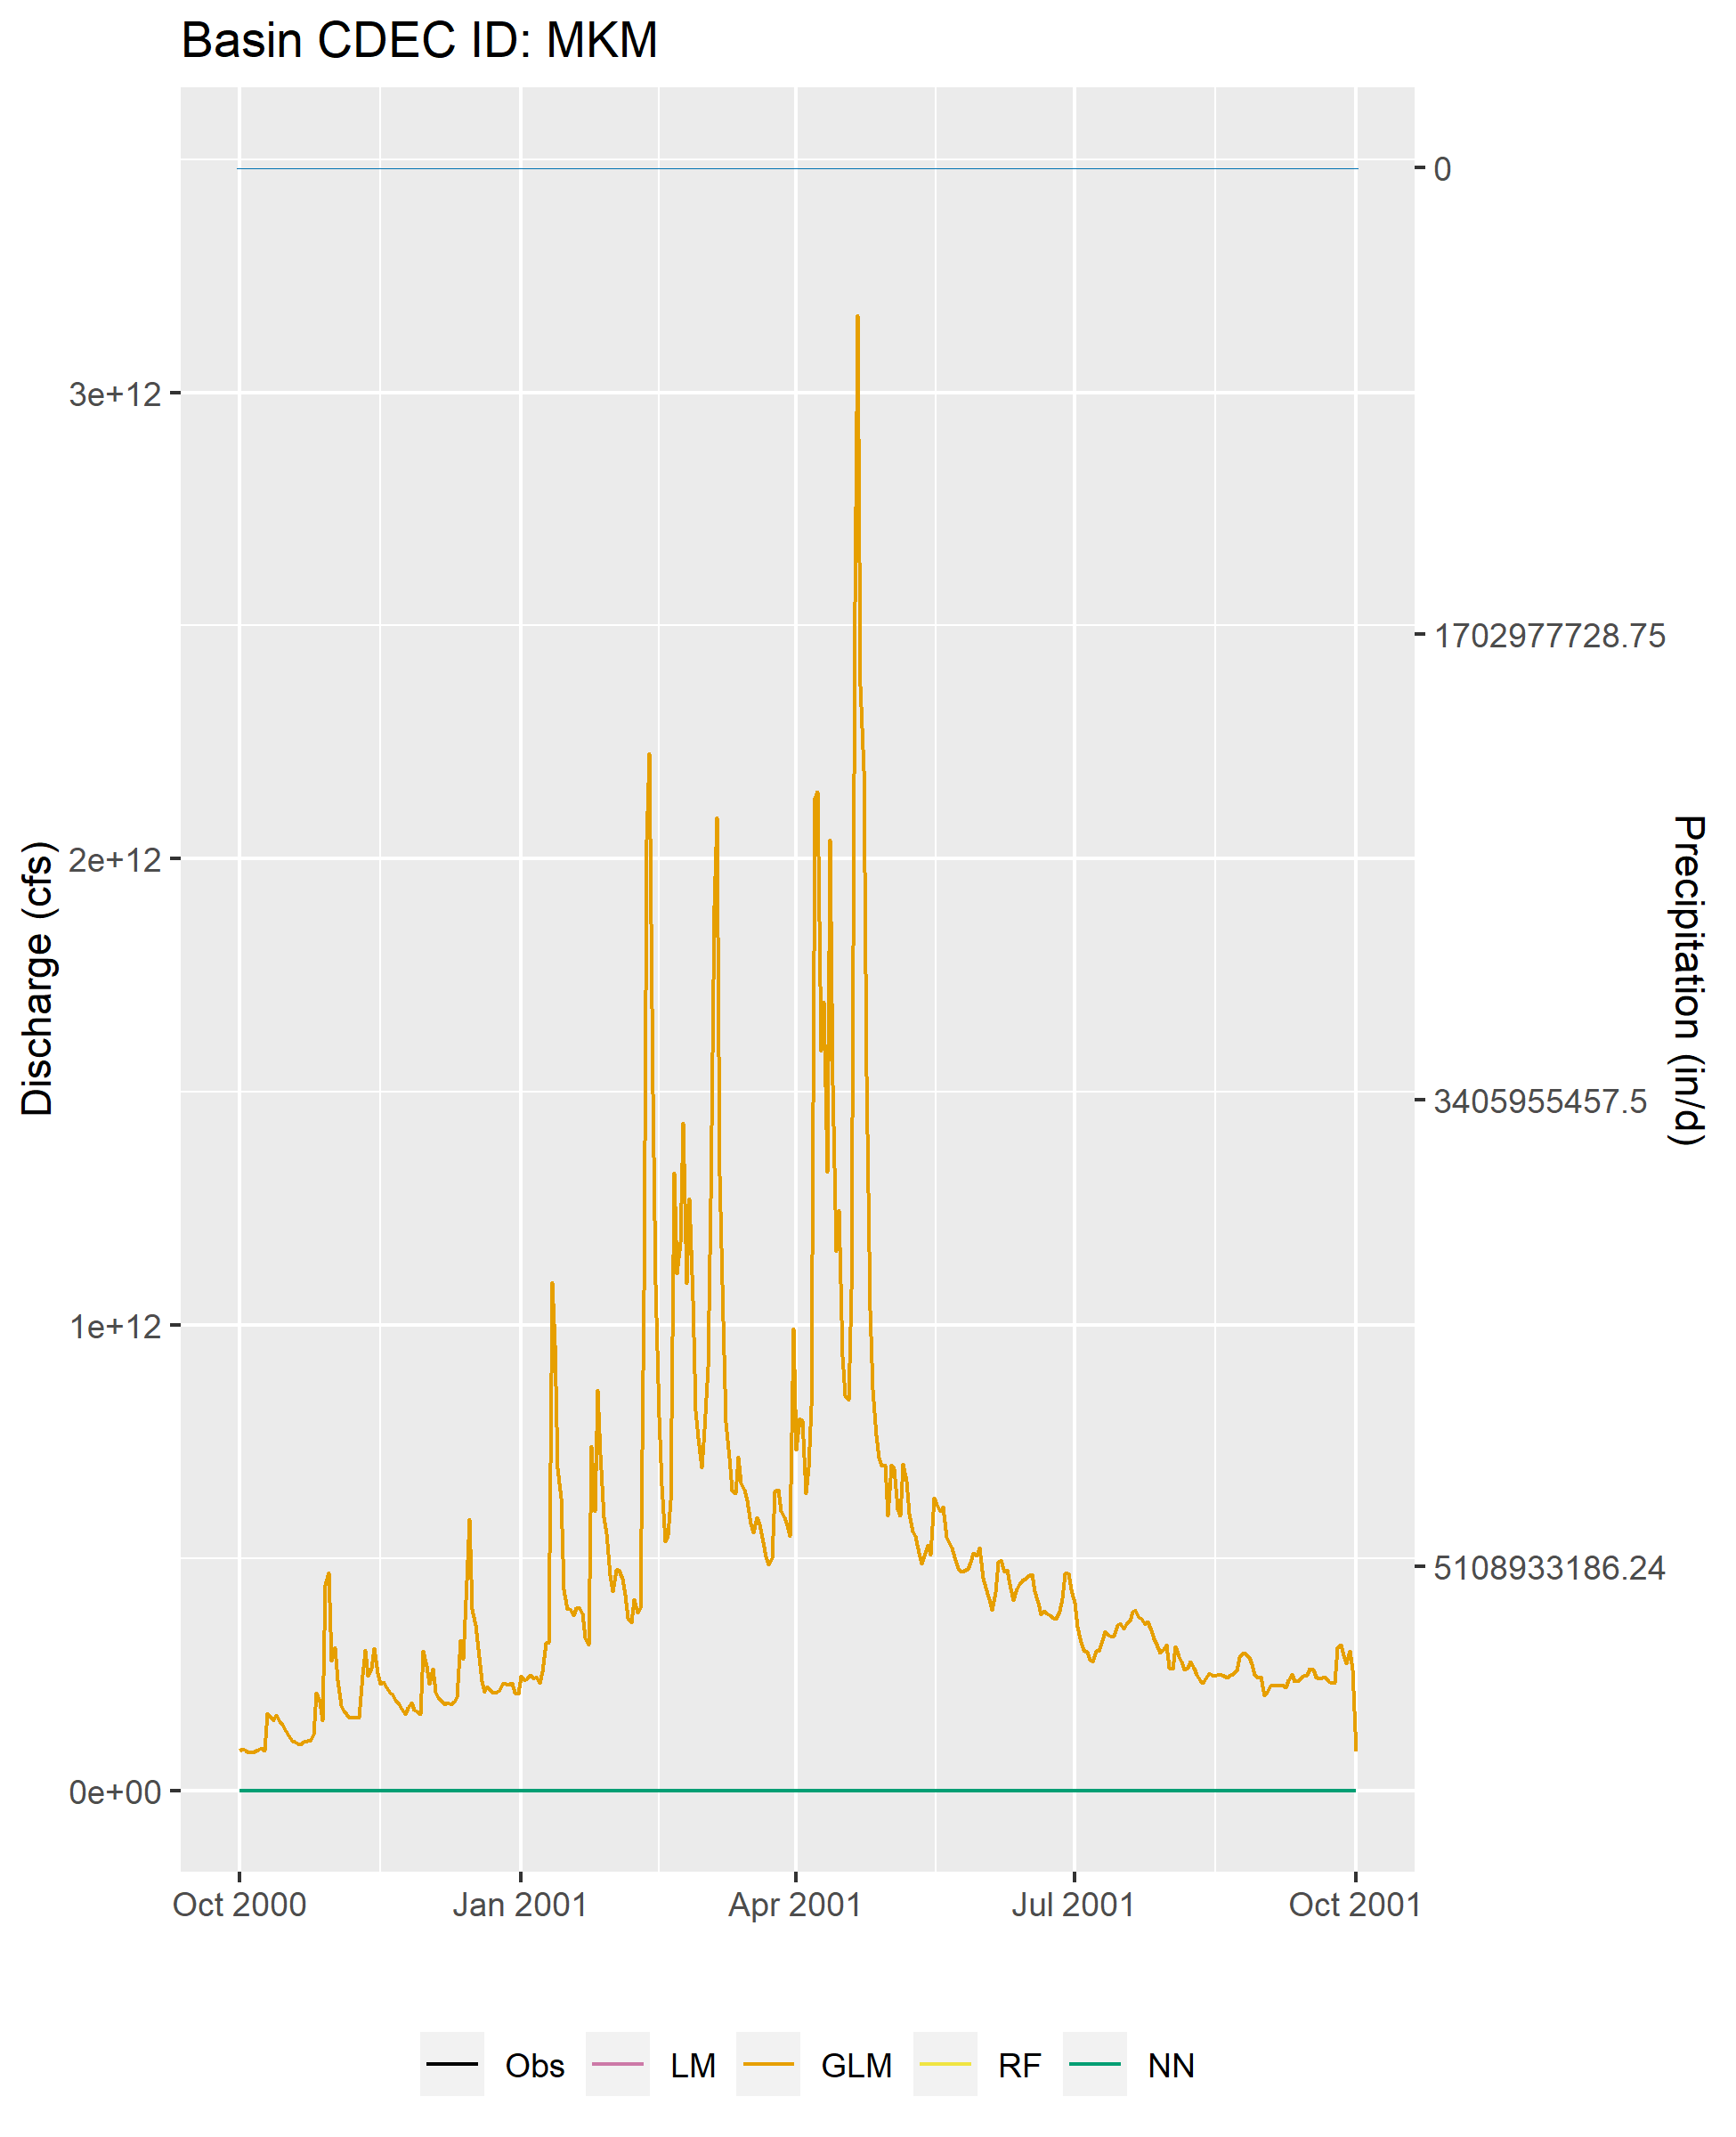 Basin CDEC ID: MKM
Discharge (cfs)
3e+12
2e+12
1e+12
0e+00
0
1702977728.75
3405955457.5
5108933186.24
Precipitation (in/d)
Oct 2000 Jan 2001 Apr 2001 Jul 2001 Oct 2001
Obs LM GLM RF NN